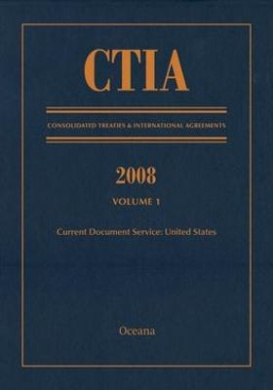 CTIA
CONSOLIDATED TREATIES & INTERNATIONAL AGREEMENTS
2008
VOLUME 1
Current Document Service: United States
Oceana